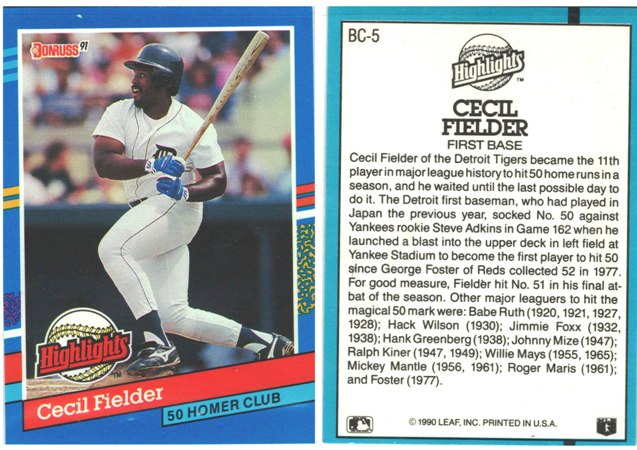 DONRUSS 91
Highlights
TM
Cecil Fielder
50 HOMER CLUB
BC-5
Highlights
TM
CECIL
FIELDER
FIRST BASE
Cecil Fielder of the Detroit Tigers became the 11th
player in major league history to hit 50 home runs in a
season, and he waited until the last possible day to
do it. The Detroit first baseman, who had played in
Japan the previous year, socked No. 50 against
Yankees rookie Steve Adkins in Game 162 when he
launched a blast into the upper deck in left field at
Yankee Stadium to become the first player to hit 50
since George Foster of Reds collected 52 in 1977.
For good measure, Fielder hit No. 51 in his final at-
bat of the season. Other major leaguers to hit the
magical 50 mark were: Babe Ruth (1920, 1921, 1927,
1928); Hack Wilson (1930); Jimmie Foxx (1932,
1938); Hank Greenberg (1938); Johnny Mize (1947);
Ralph Kiner (1947, 1949); Willie Mays (1955, 1965);
Mickey Mantle (1956, 1961); Roger Maris (1961);
and Foster (1977).
© 1990 LEAF, INC. PRINTED IN U.S.A.